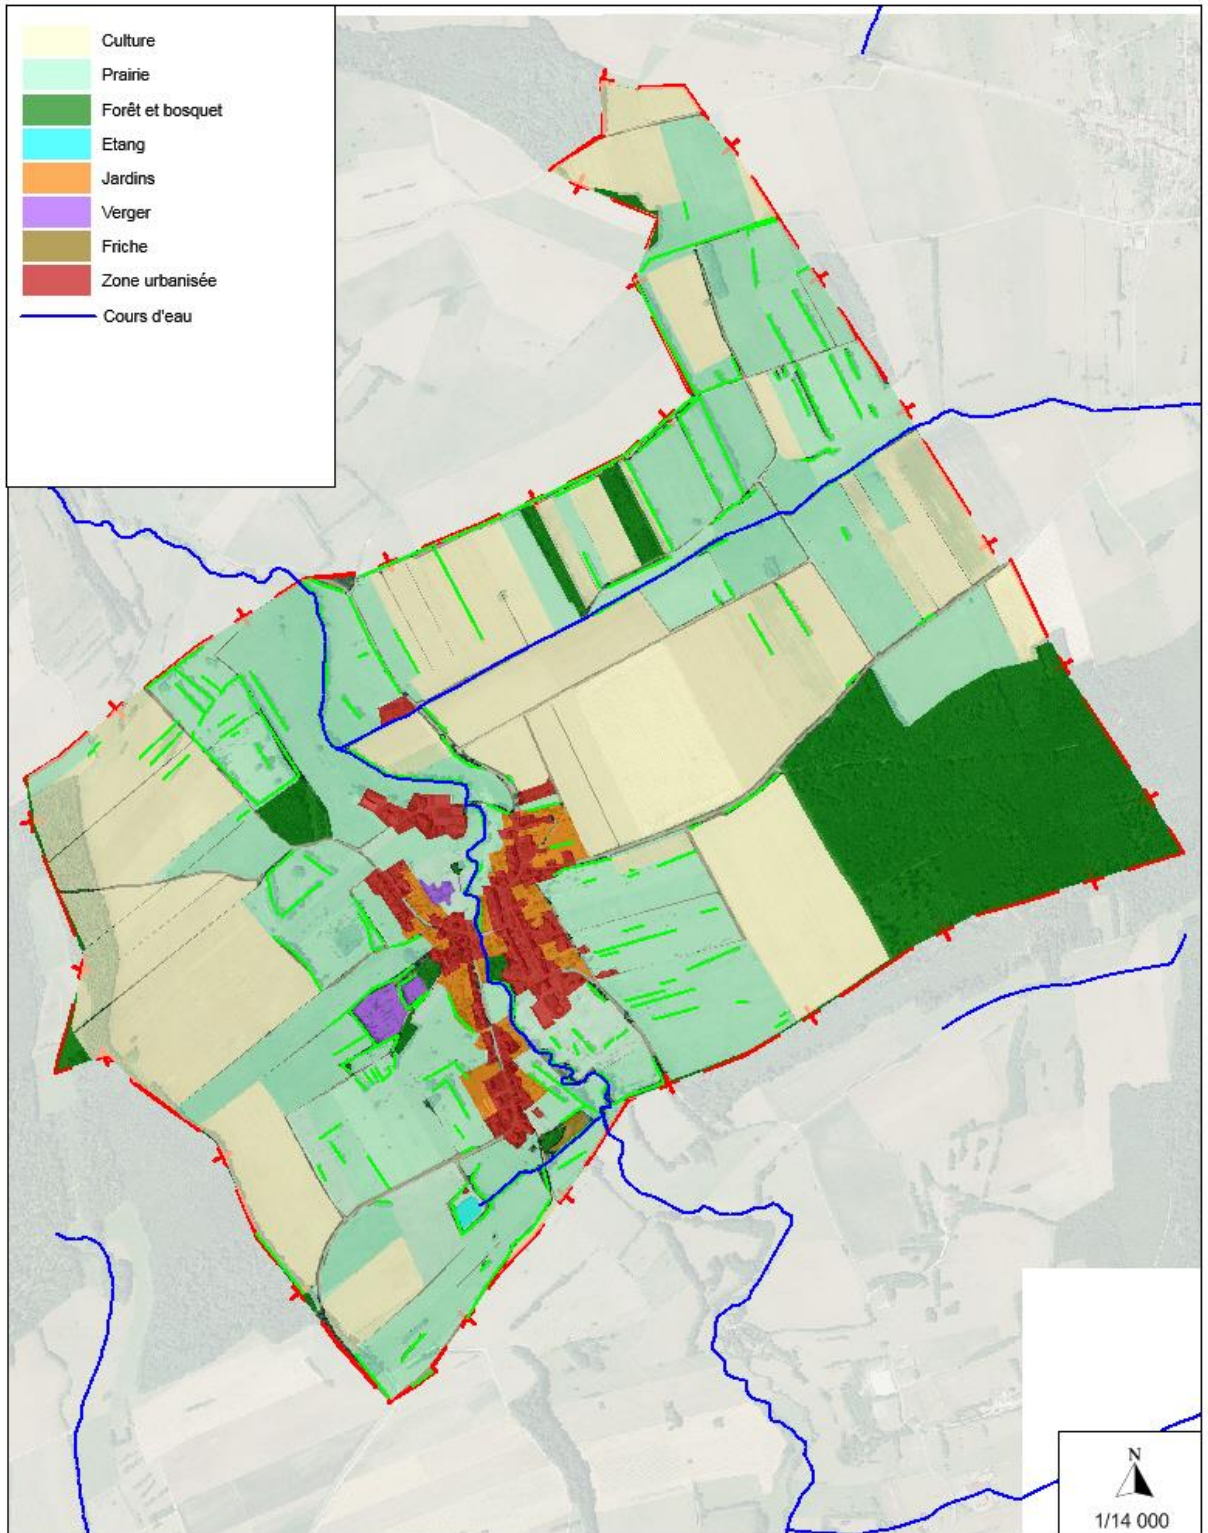 Culture
Prairie
Forêt et bosquet
Etang
Jardins
Verger
Friche
Zone urbanisée
Cours d'eau
N
1/14 000